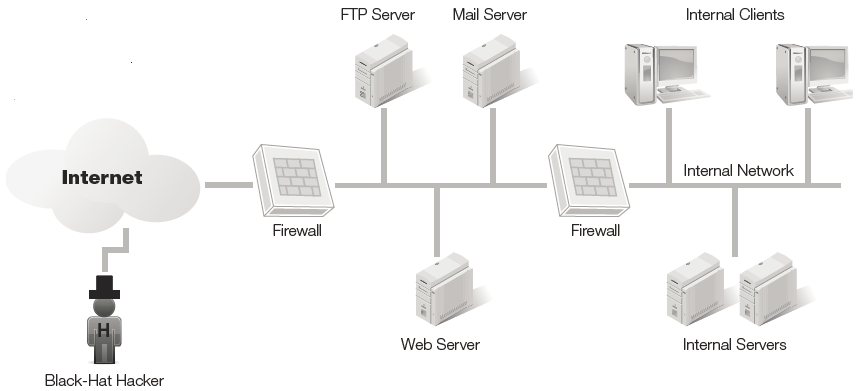 FTP Server
Mail Server
Internal Clients
Internet
Internal Network
Firewall
Firewall
H
Web Server
Internal Servers
Black-Hat Hacker